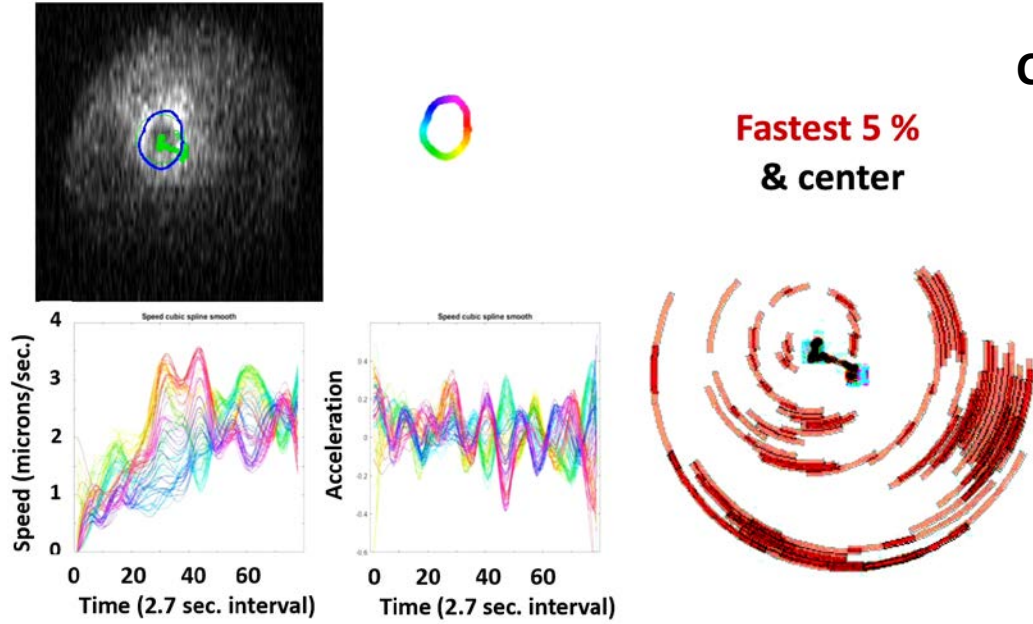 C
Fastest 5 %
& center
Speed cubic spline smooth
4
3
2
1
0
Speed (microns/sec.)
0 20 40 60
Time (2.7 sec. interval)
Speed cubic spline smooth
0.4
0.2
0
-0.2
-0.4
-0.6
Acceleration
0 20 40 60
Time (2.7 sec. interval)